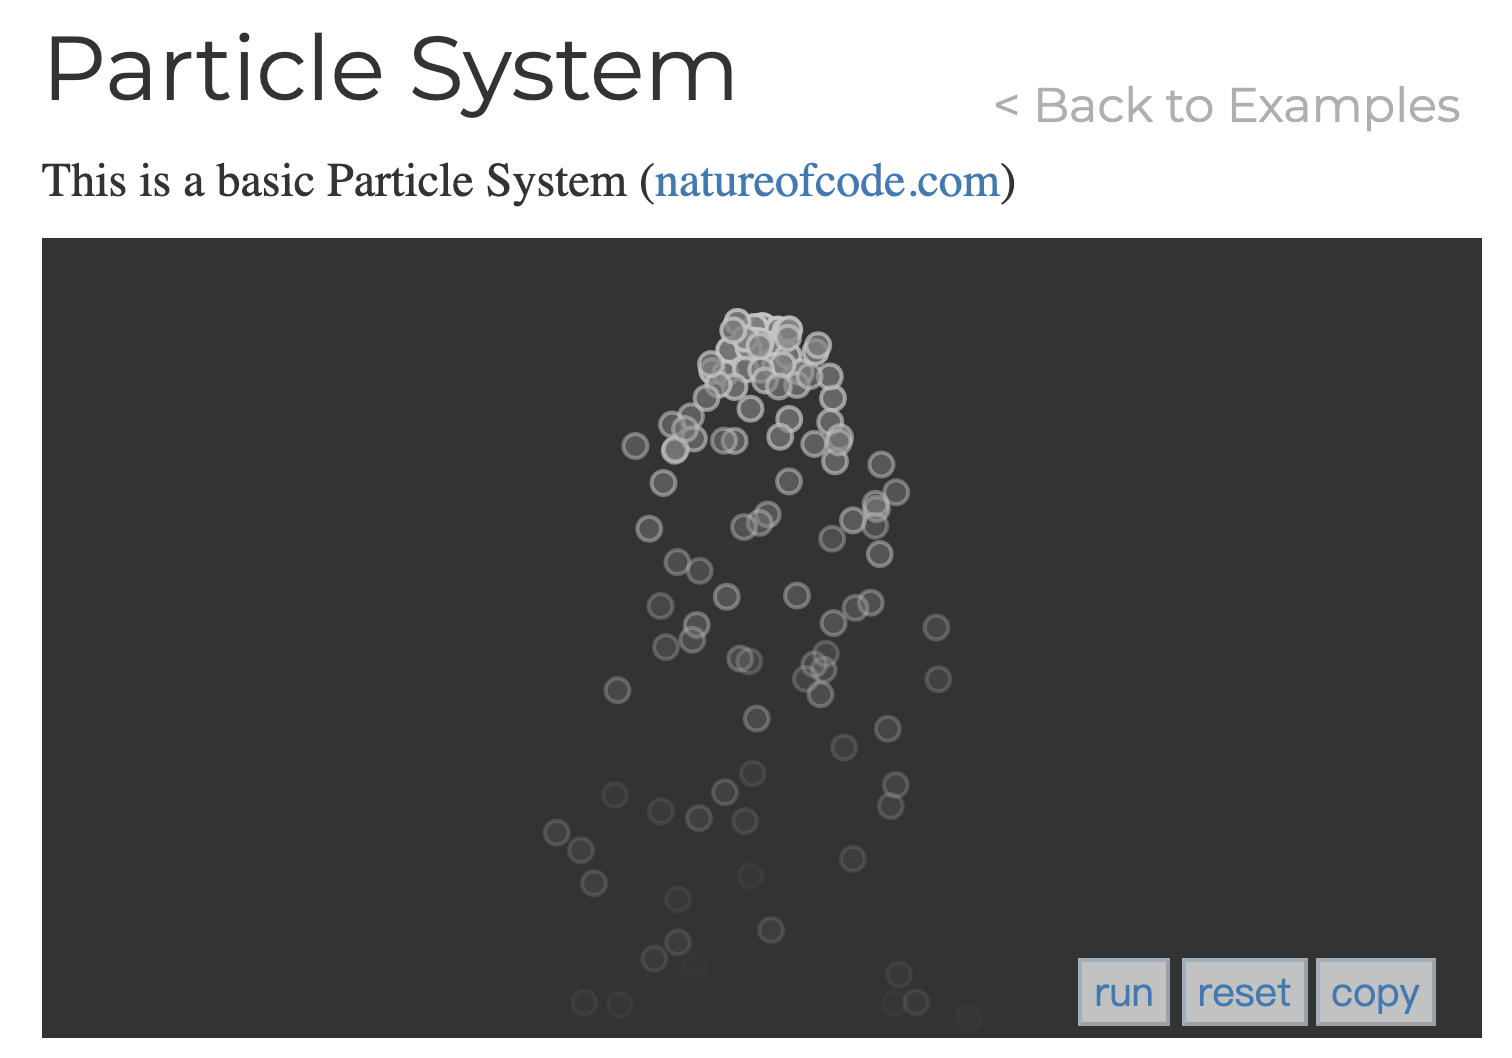 Particle System
< Back to Examples
This is a basic Particle System (natureofcode.com)
run reset copy